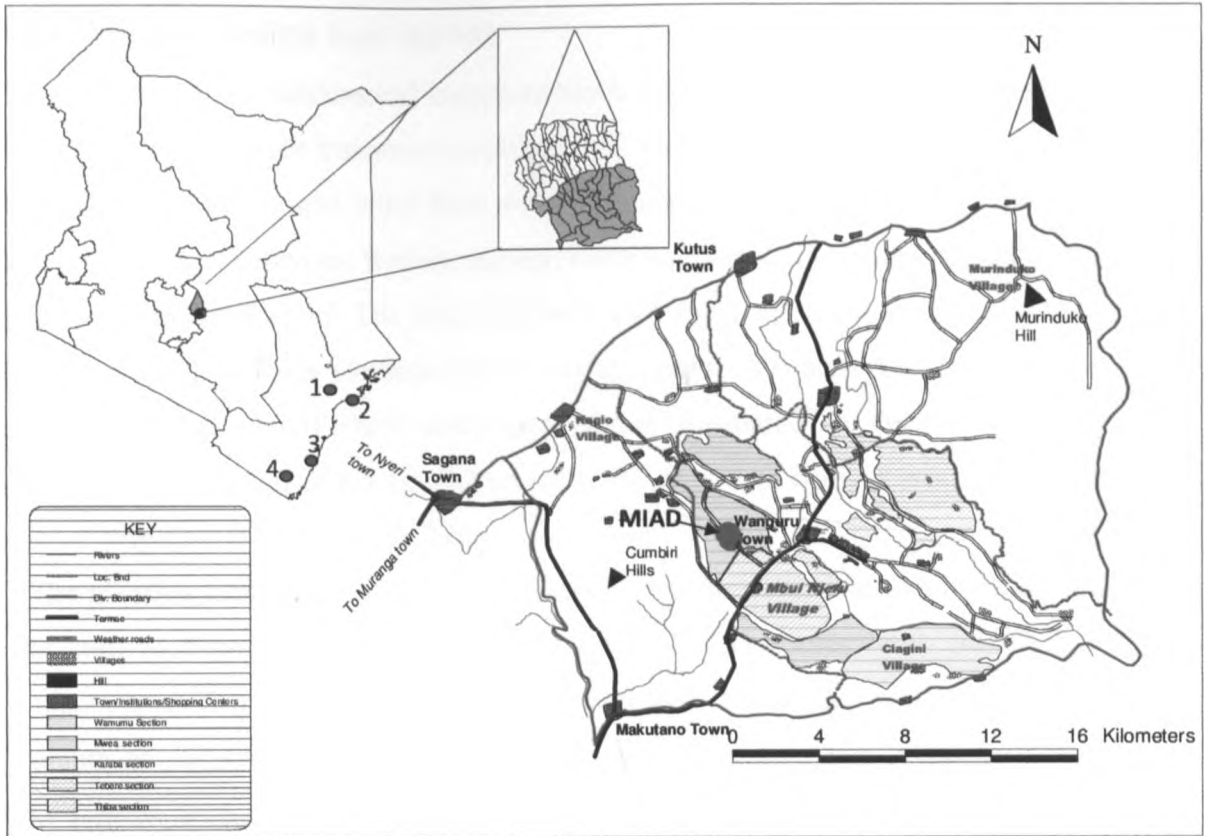 N
Kutus
Town
Murinduko
Village
Murinduko
Hill
1
2
3
4
To Nyeri
town
Sagana
Town
Kagio
Village
To Muranga town
MIAD
Wanguru
Town
Cumbiri
Hills
Mbui Njeru
Village
Ciagini
Village
Makutano Town
0 4 8 12 16 Kilometers
KEY
Rivers
Loc. Bnd
Div. Boundary
Tarmac
Weather roads
Villages
Hill
Town/Institutions/Shopping Centers
Wamumu Section
Mwea section
Karaba section
Tebere section
Thiba section